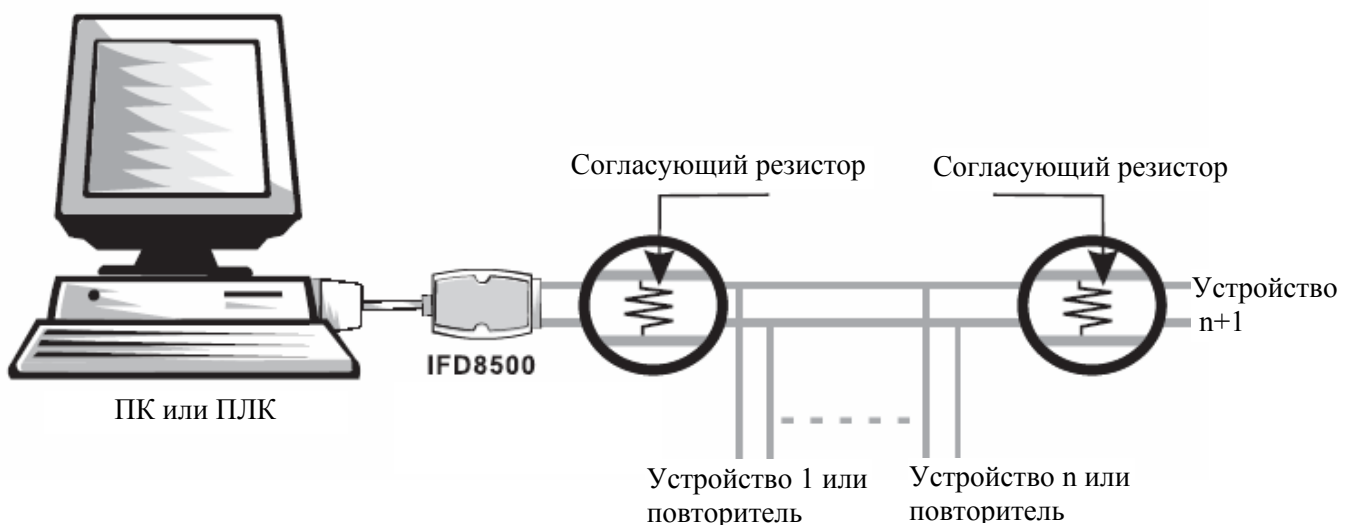 Согласующий резистор
Согласующий резистор
Устройство
n+1
IFD8500
ПК или ПЛК
Устройство 1 или
повторитель
Устройство n или
повторитель